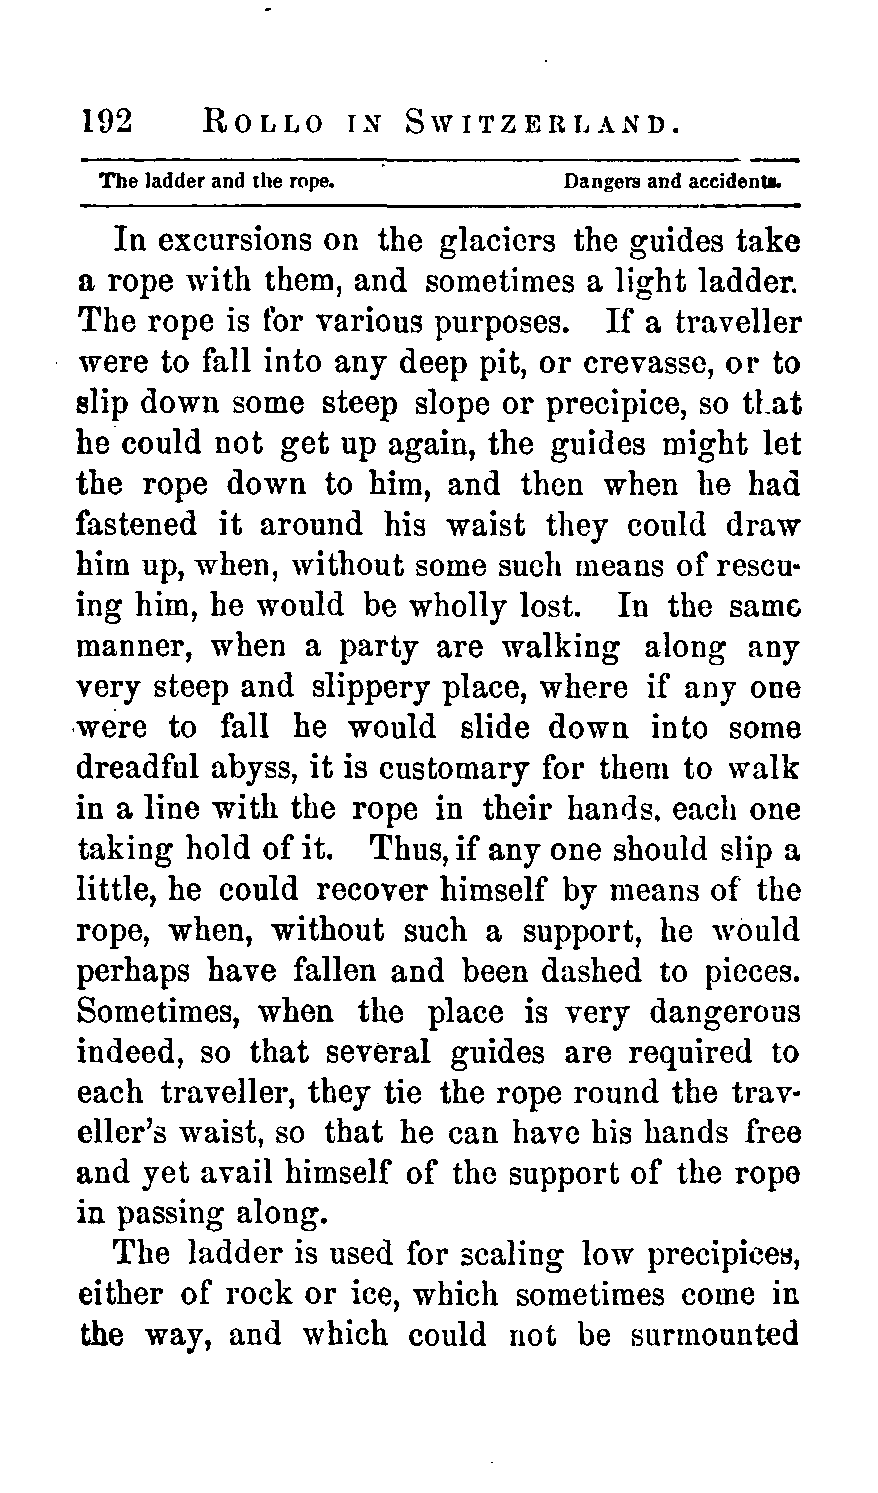 192 ROLLO IN SWITZERLAND.
The ladder and the rope. Dangers and accidents.
In excursions on the glaciers the guides take
a rope with them, and sometimes a light ladder.
The rope is for various purposes. If a traveller
were to fall into any deep pit, or crevasse, or to
slip down some steep slope or precipice, so that
he could not get up again, the guides might let
the rope down to him, and then when he had
fastened it around his waist they could draw
him up, when, without some such means of rescu-
ing him, he would be wholly lost. In the same
manner, when a party are walking along any
very steep and slippery place, where if any one
were to fall he would slide down into some
dreadful abyss, it is customary for them to walk
in a line with the rope in their hands, each one
taking hold of it. Thus, if any one should slip a
little, he could recover himself by means of the
rope, when, without such a support, he would
perhaps have fallen and been dashed to pieces.
Sometimes, when the place is very dangerous
indeed, so that several guides are required to
each traveller, they tie the rope round the trav-
eller's waist, so that he can have his hands free
and yet avail himself of the support of the rope
in passing along.
The ladder is used for scaling low precipices,
either of rock or ice, which sometimes come in
the way, and which could not be surmounted